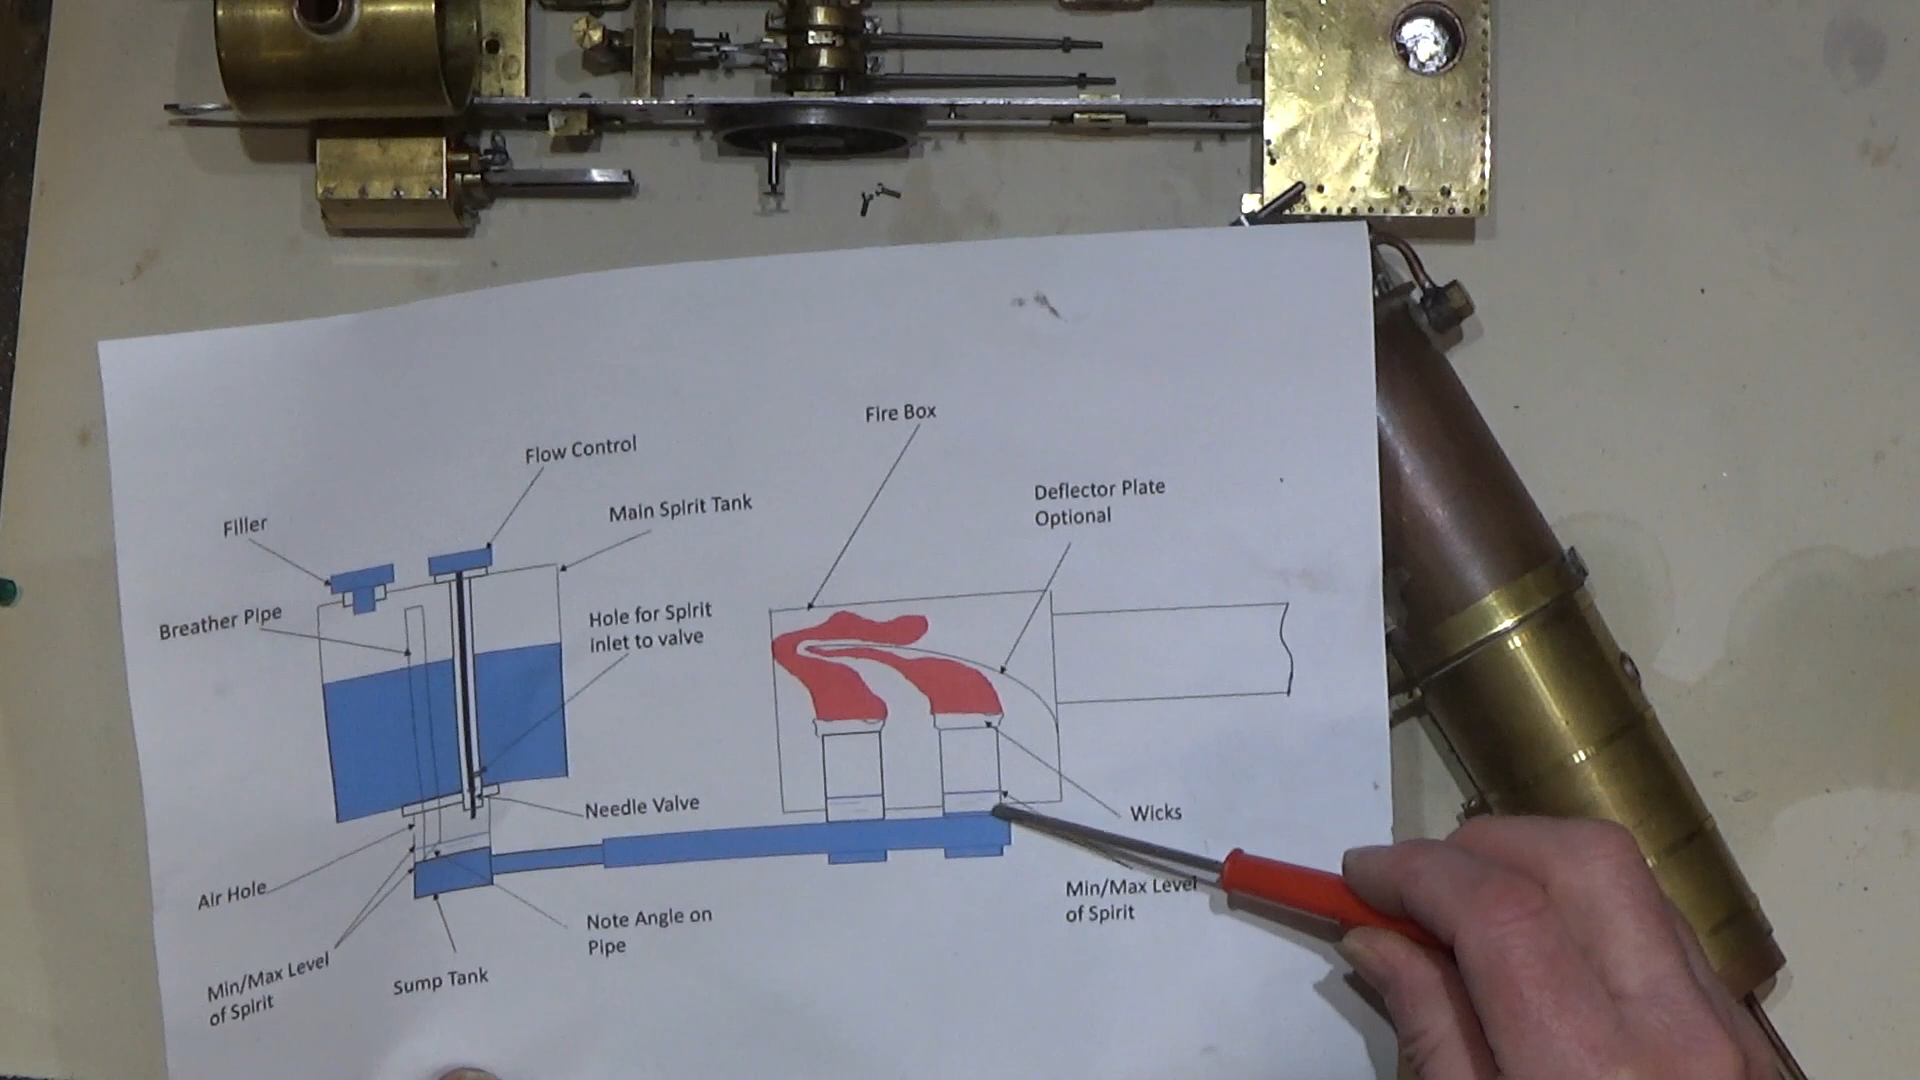 Fire Box
Flow Control
Deflector Plate
Optional
Main Spirit Tank
Filler
Breather Pipe
Hole for Spirit
inlet to valve
Needle Valve
Wicks
Air Hole
Min/Max Level
of Spirit
Note Angle on
Pipe
Min/Max Level
of Spirit
Sump Tank